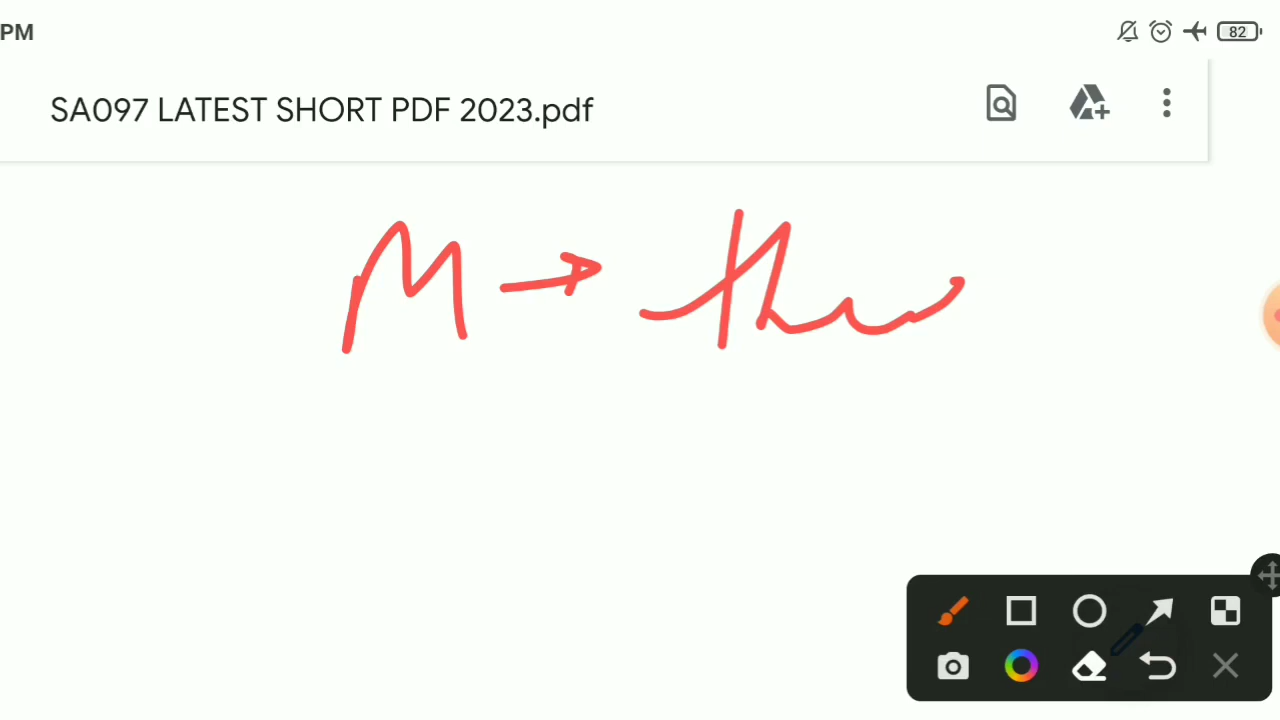 PM
82
SA097 LATEST SHORT PDF 2023.pdf
M →